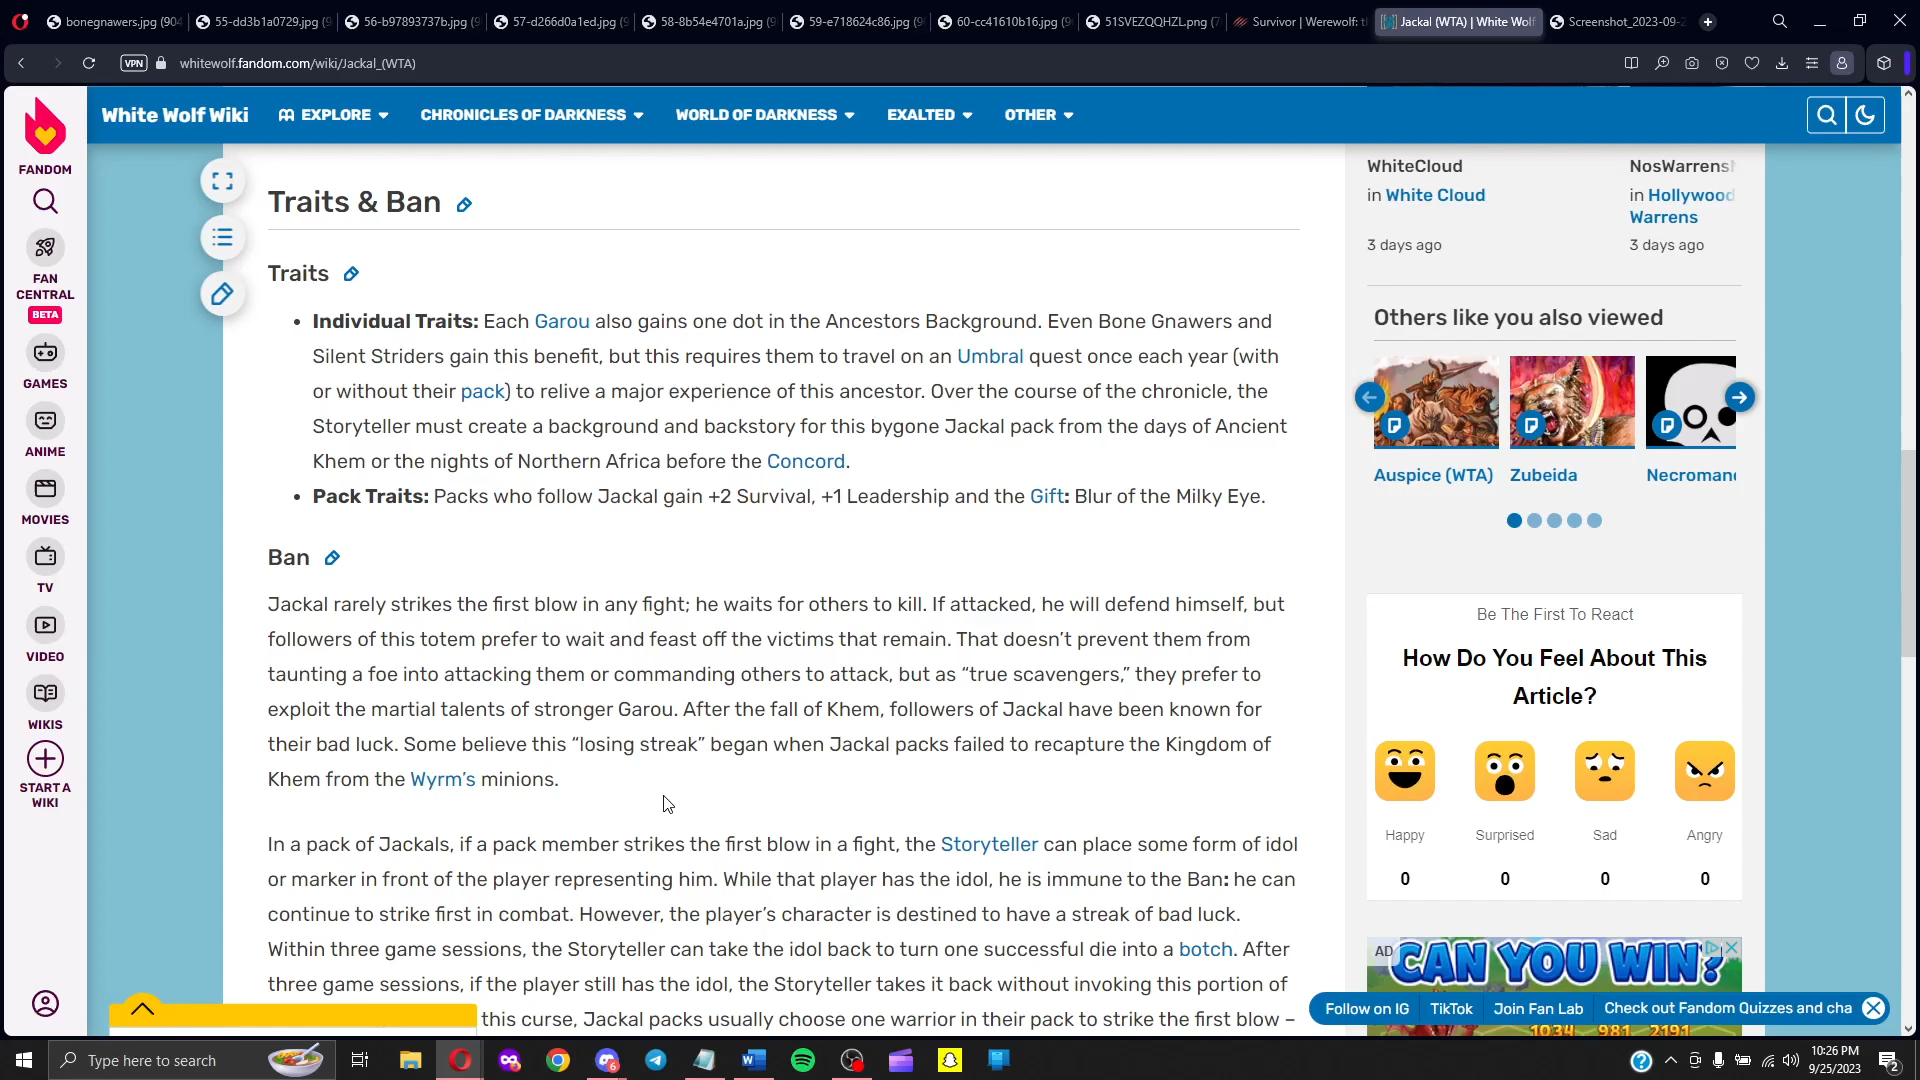 bonegnawers.jpg (904
55-dd3b1a0729.jpg (9
56-b97893737b.jpg (9
57-d266d0a1ed.jpg (9
58-8b54e4701a.jpg (9
59-e718624c86.jpg (9
60-cc41610b16.jpg (9
51SVEZQQHZL.png (7
Survivor | Werewolf: t
Jackal (WTA) | White Wolf
Screenshot_2023-09-2
VPN
whitewolf.fandom.com/wiki/Jackal_(WTA)
FANDOM
FAN
CENTRAL
BETA
GAMES
ANIME
MOVIES
TV
VIDEO
WIKIS
START A
WIKI
White Wolf Wiki
EXPLORE
CHRONICLES OF DARKNESS
WORLD OF DARKNESS
EXALTED
OTHER
Traits & Ban
Traits
• Individual Traits: Each Garou also gains one dot in the Ancestors Background. Even Bone Gnawers and
Silent Striders gain this benefit, but this requires them to travel on an Umbral quest once each year (with
or without their pack) to relive a major experience of this ancestor. Over the course of the chronicle, the
Storyteller must create a background and backstory for this bygone Jackal pack from the days of Ancient
Khem or the nights of Northern Africa before the Concord.
• Pack Traits: Packs who follow Jackal gain +2 Survival, +1 Leadership and the Gift: Blur of the Milky Eye.
Ban
Jackal rarely strikes the first blow in any fight; he waits for others to kill. If attacked, he will defend himself, but
followers of this totem prefer to wait and feast off the victims that remain. That doesn’t prevent them from
taunting a foe into attacking them or commanding others to attack, but as “true scavengers,” they prefer to
exploit the martial talents of stronger Garou. After the fall of Khem, followers of Jackal have been known for
their bad luck. Some believe this “losing streak” began when Jackal packs failed to recapture the Kingdom of
Khem from the Wyrm’s minions.
In a pack of Jackals, if a pack member strikes the first blow in a fight, the Storyteller can place some form of idol
or marker in front of the player representing him. While that player has the idol, he is immune to the Ban: he can
continue to strike first in combat. However, the player’s character is destined to have a streak of bad luck.
Within three game sessions, the Storyteller can take the idol back to turn one successful die into a botch. After
three game sessions, if the player still has the idol, the Storyteller takes it back without invoking this portion of
this curse, Jackal packs usually choose one warrior in their pack to strike the first blow –
WhiteCloud
in White Cloud
3 days ago
NosWarrens
in Hollywood
Warrens
3 days ago
Others like you also viewed
Auspice (WTA)
Zubeida
Necroman
Be The First To React
How Do You Feel About This
Article?
Happy
Surprised
Sad
Angry
0
0
0
0
AD
CAN YOU WIN?
1034 981 2191
Follow on IG
TikTok
Join Fan Lab
Check out Fandom Quizzes and cha
Type here to search
6
10:26 PM
9/25/2023
2